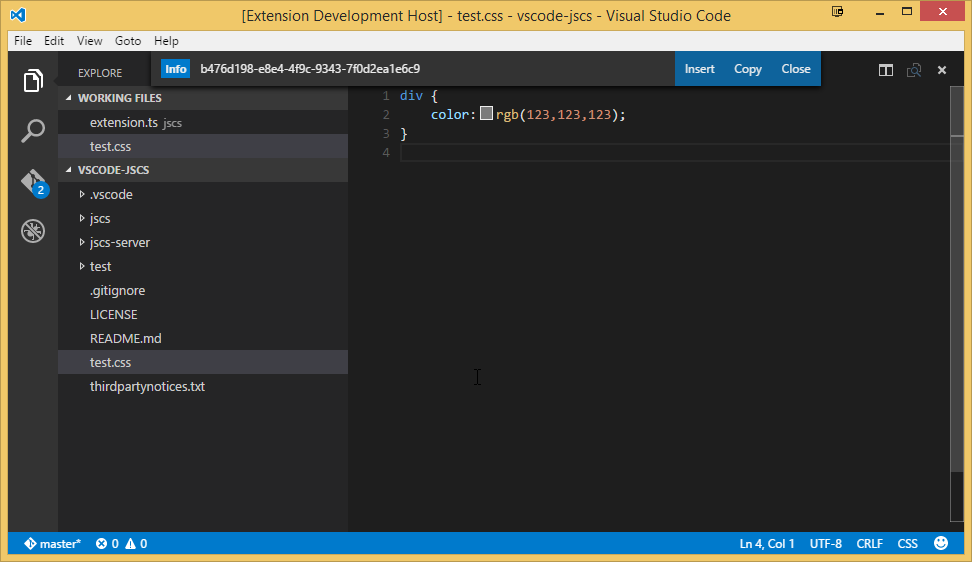 [Extension Development Host] - test.css - vscode-jscs - Visual Studio Code
File Edit View Goto Help
EXPLORE
Info b476d198-e8e4-4f9c-9343-7f0d2ea1e6c9 Insert Copy Close
WORKING FILES
extension.ts jscs
test.css
VSCODE-JSCS
.vscode
jscs
jscs-server
test
.gitignore
LICENSE
README.md
test.css
thirdpartynotices.txt
2
1 div {
2 color: rgb(123,123,123);
3 }
4
master* 0 0 Ln 4, Col 1 UTF-8 CRLF CSS